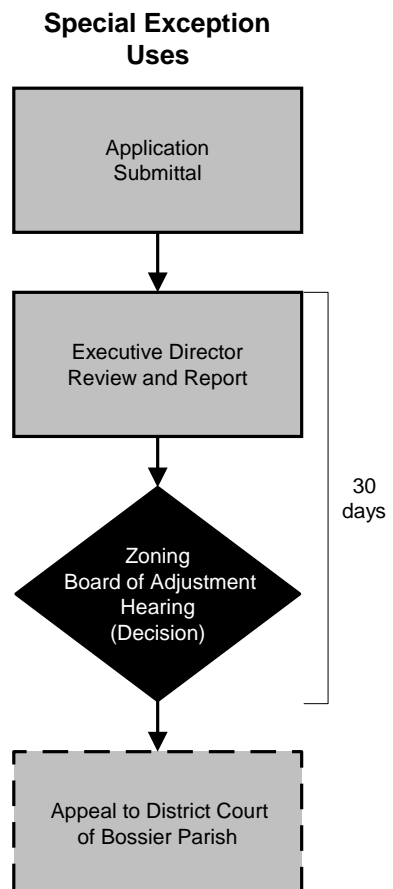 Special Exception
Uses
Application
Submittal
Executive Director
Review and Report
30
days
Zoning
Board of Adjustment
Hearing
(Decision)
Appeal to District Court
of Bossier Parish